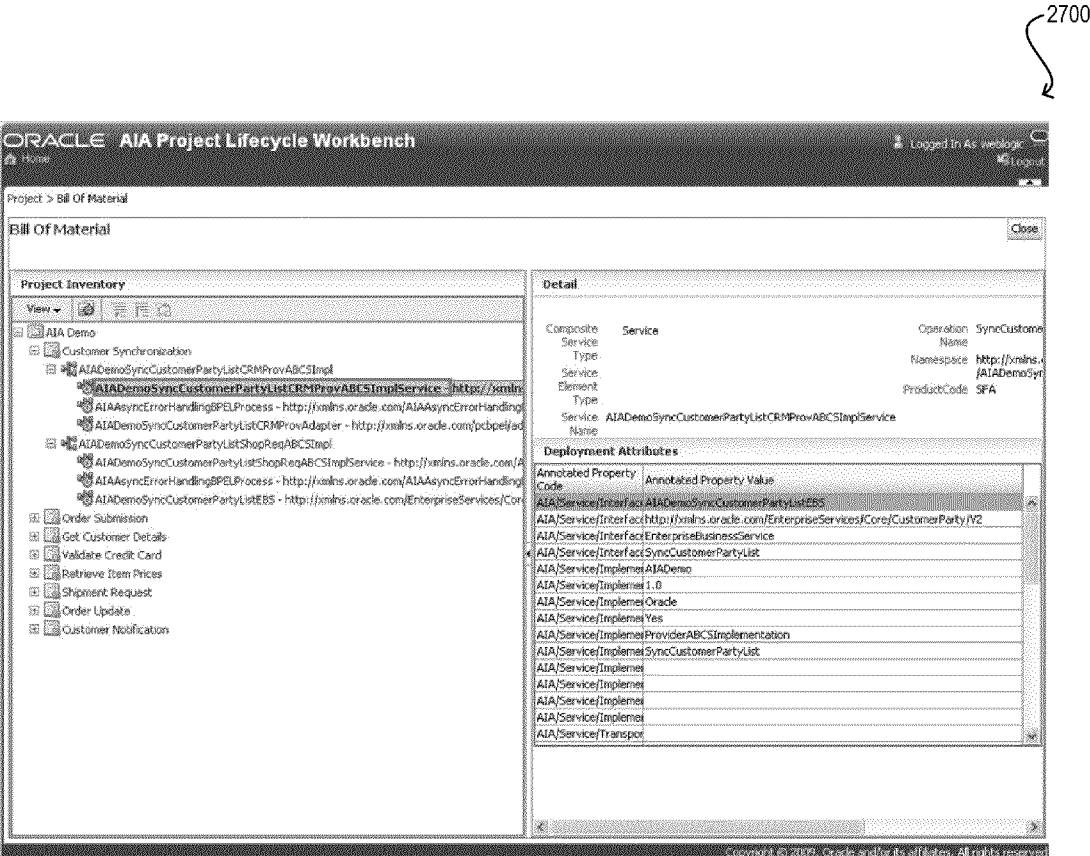 2700
ORACLE AIA Project Lifecycle Workbench
Home
Logged In As weblogic
Logout
Project > Bill Of Material
Bill Of Material
Close
Project Inventory
View
AIA Demo
Customer Synchronization
AIADemoSyncCustomerPartyListCRMProvABCSImpl
AIADemoSyncCustomerPartyListCRMProvABCSImplService - http://xmlns
AIAAsyncErrorHandlingBPELProcess - http://xmlns.oracle.com/AIAAsyncErrorHandlingl
AIADemoSyncCustomerPartyListCRMProvAdapter - http://xmlns.oracle.com/pcbpel/ad
AIADemoSyncCustomerPartyListShopReqABCSImpl
AIADemoSyncCustomerPartyListShopReqABCSImplService - http://xmlns.oracle.com/A
AIAAsyncErrorHandlingBPELProcess - http://xmlns.oracle.com/AIAAsyncErrorHandlingl
AIADemoSyncCustomerPartyListEBS - http://xmlns.oracle.com/EnterpriseServices/Cor
Order Submission
Get Customer Details
Validate Credit Card
Retrieve Item Prices
Shipment Request
Order Update
Customer Notification
Detail
Composite Service Type Service
Service Element Type
Service Name AIADemoSyncCustomerPartyListCRMProvABCSImplService
Operation Name SyncCustome
Namespace http://xmlns.
/AIADemoSyr
ProductCode SFA
Deployment Attributes
Annotated Property Code Annotated Property Value
AIA/Service/Interfac AIADemoSyncCustomerPartyListEBS
AIA/Service/Interface http://xmlns.oracle.com/EnterpriseServices/Core/CustomerParty/V2
AIA/Service/Interface EnterpriseBusinessService
AIA/Service/Interfac SyncCustomerPartyList
AIA/Service/Implemer AIADemo
AIA/Service/Implemer 1.0
AIA/Service/Implemer Oracle
AIA/Service/Implemer Yes
AIA/Service/Implemer ProviderABCSImplementation
AIA/Service/Implemer SyncCustomerPartyList
AIA/Service/Implemer
AIA/Service/Implemer
AIA/Service/Implemer
AIA/Service/Implemer
AIA/Service/Transpor
Copyright © 2009, Oracle and/or its affiliates. All rights reserved